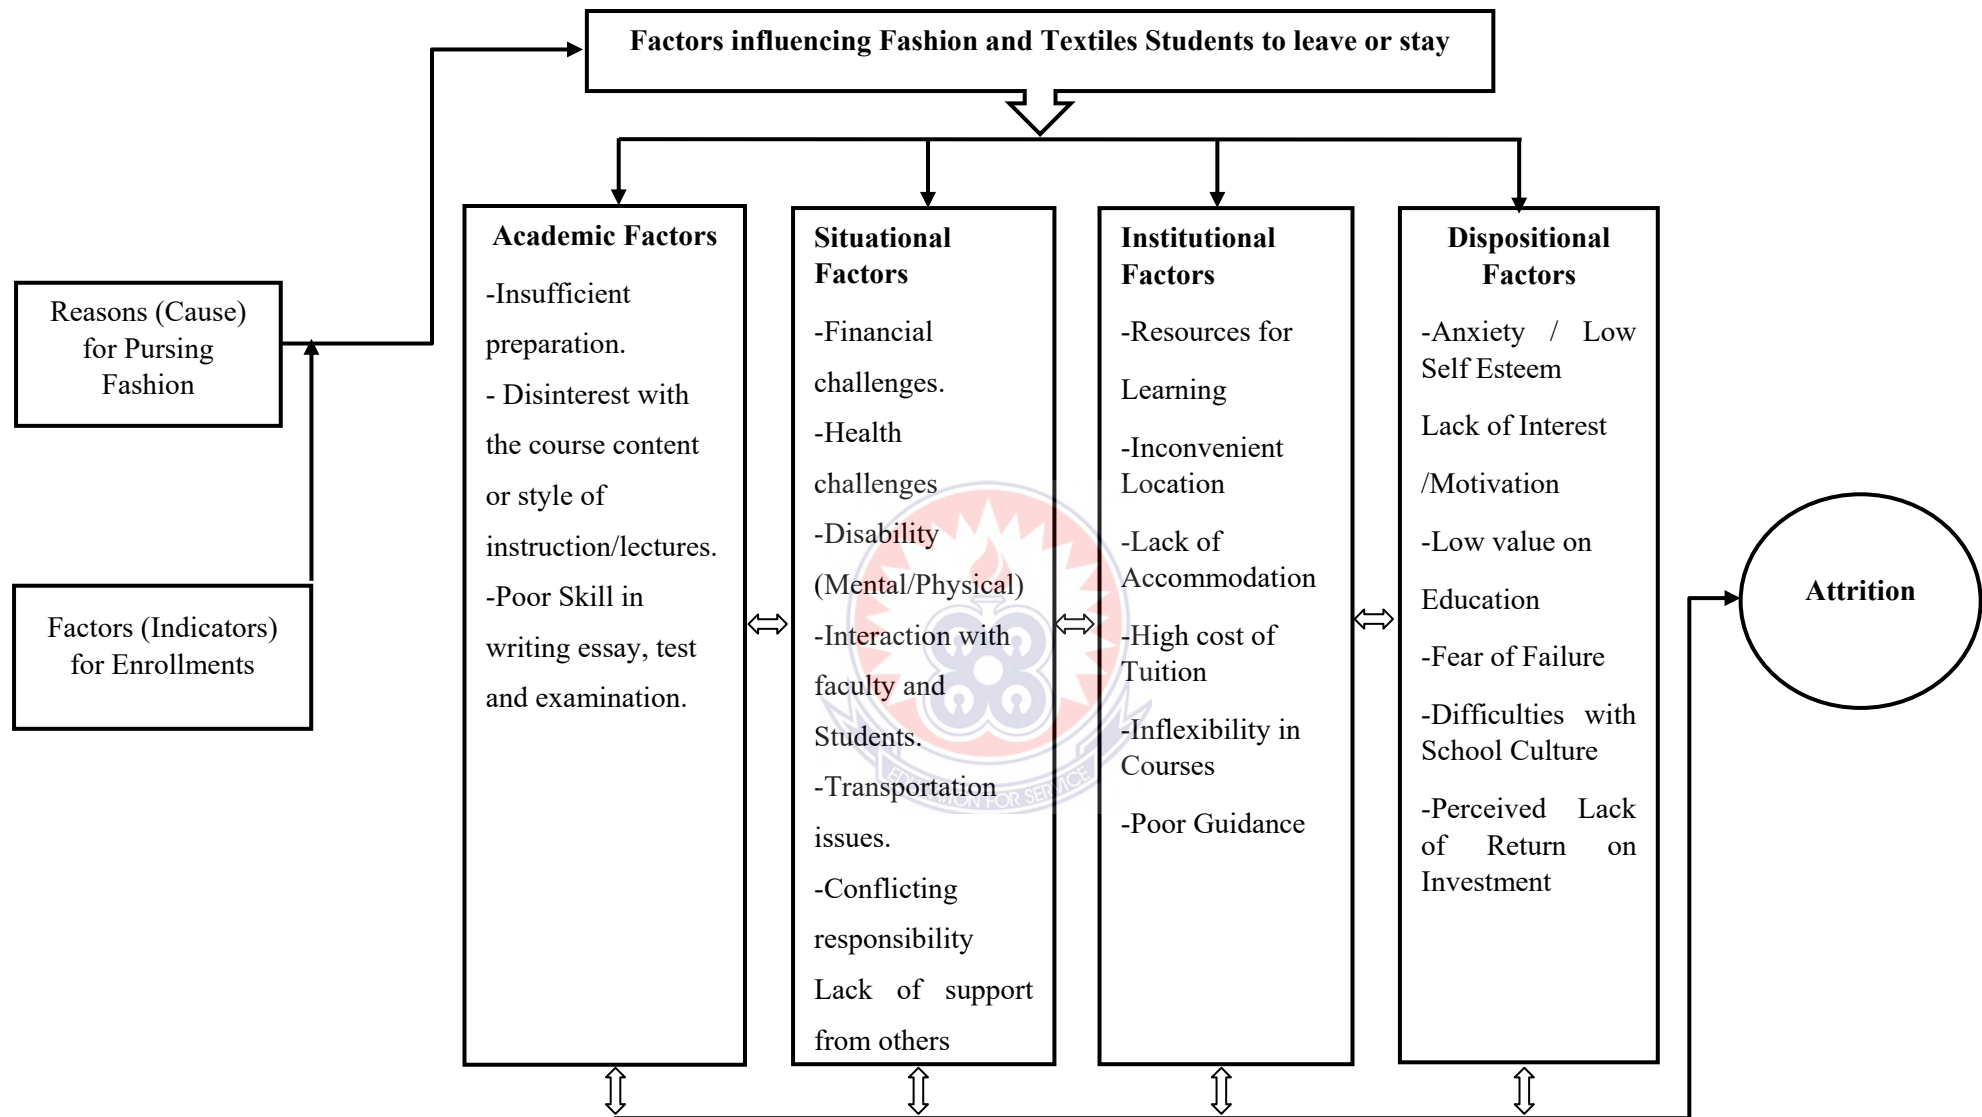 Factors influencing Fashion and Textiles Students to leave or stay
Reasons (Cause)
for Pursing
Fashion
Factors (Indicators)
for Enrollments
Academic Factors
-Insufficient
preparation.
- Disinterest with
the course content
or style of
instruction/lectures.
-Poor Skill in
writing essay, test
and examination.
Situational
Factors
-Financial
challenges.
-Health
challenges
-Disability
(Mental/Physical)
-Interaction with
faculty and
Students.
-Transportation
issues.
-Conflicting
responsibility
Lack of support
from others
Institutional
Factors
-Resources for
Learning
-Inconvenient
Location
-Lack of
Accommodation
-High cost of
Tuition
-Inflexibility in
Courses
-Poor Guidance
Dispositional
Factors
-Anxiety / Low
Self Esteem
Lack of Interest
/Motivation
-Low value on
Education
-Fear of Failure
-Difficulties with
School Culture
-Perceived Lack
of Return on
Investment
Attrition
EDUCATION FOR SERVICE